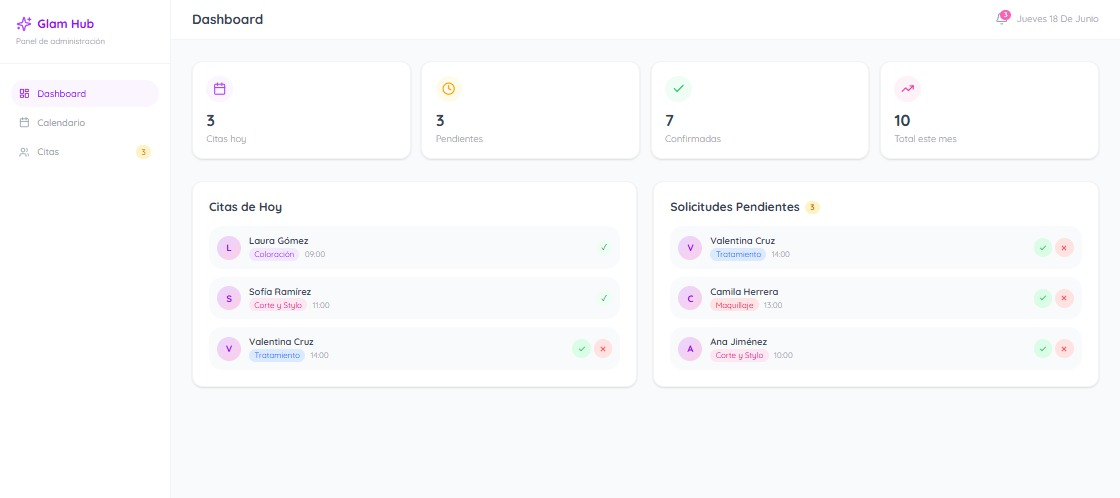 Glam Hub
Panel de administración
Dashboard
Calendario
Citas 3
Dashboard
3 Jueves 18 De Junio
3
Citas hoy
3
Pendientes
7
Confirmadas
10
Total este mes
Citas de Hoy
L Laura Gómez
Coloración 09:00
S Sofía Ramírez
Corte y Stylo 11:00
V Valentina Cruz
Tratamiento 14:00
Solicitudes Pendientes 3
V Valentina Cruz
Tratamiento 14:00
C Camila Herrera
Maquillaje 13:00
A Ana Jiménez
Corte y Stylo 10:00